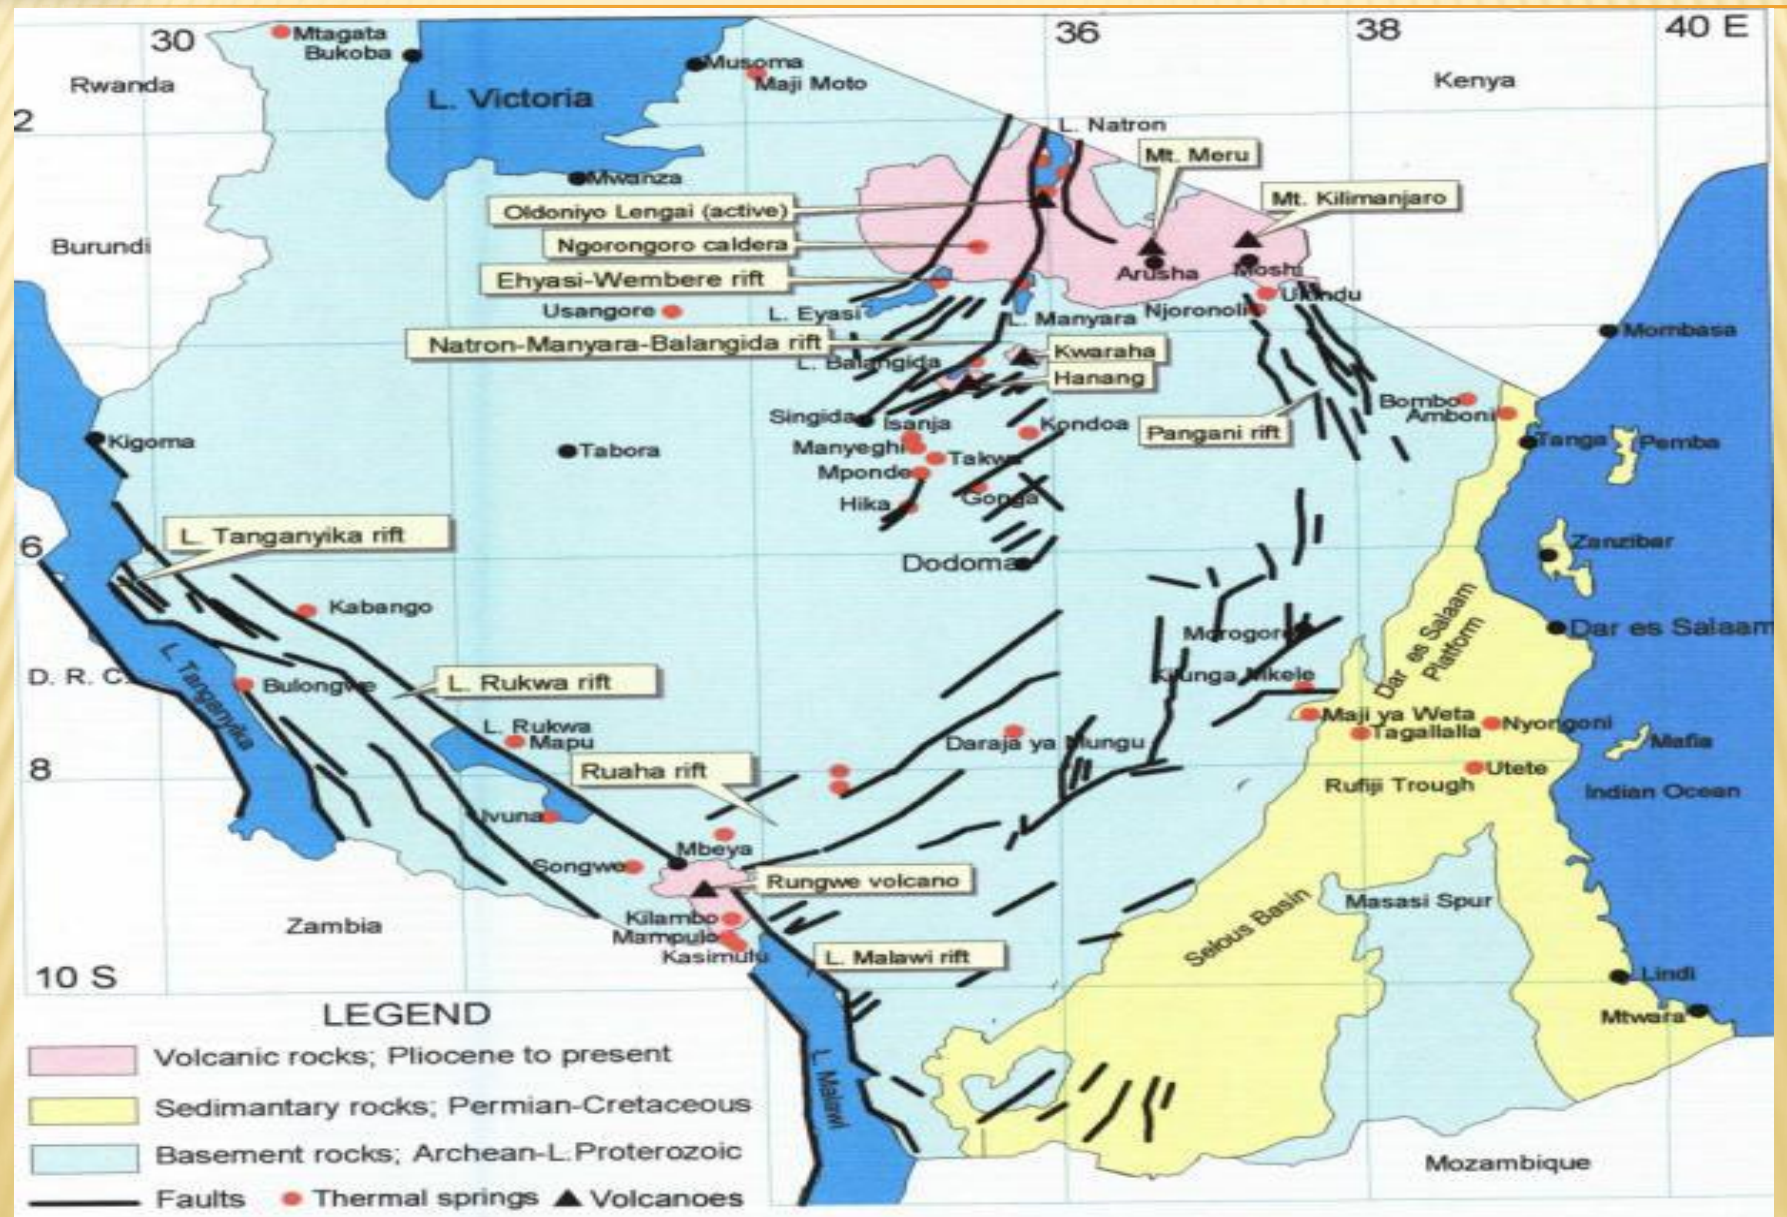 30
36
38
40 E
Mtagata
Bukoba
Musoma
Maji Moto
Kenya
Rwanda
L. Victoria
2
L. Natron
Mt. Meru
Mwanza
Mt. Kilimanjaro
Oldoniyo Lengai (active)
Burundi
Ngorongoro caldera
Arusha
Moshi
Ehyasi-Wembere rift
Usangore
L. Eyasi
L. Manyara
Njoronoli
Mombasa
Natron-Manyara-Balangida rift
Kwaraha
L. Balangida
Hanang
Bombo
Amboni
Singida
Isanja
Kondoa
Pangani rift
Kigoma
Tabora
Manyeghi
Takwa
Tanga
Pemba
Mponde
Hika
Gonga
L. Tanganyika rift
6
Dodoma
Zanzibar
Kabango
Dar es Salaam
Platform
Dar es Salaam
Morogoro
D. R. C.
L. Tanganyika
Bulongwe
L. Rukwa rift
L. Rukwa
Mapu
Maji ya Weta
Nyongoni
Tagallalla
Mafia
Daraja ya Mungu
8
Ruaha rift
Utete
Rufiji Trough
Indian Ocean
Ivuna
Mbeya
Songwe
Rungwe volcano
Masasi Spur
Zambia
Kilambo
Mampulo
Kasimulu
L. Malawi rift
Selous Basin
10 S
Lindi
Mtwara
L. Malawi
Mozambique
LEGEND
Volcanic rocks; Pliocene to present
Sedimantary rocks; Permian-Cretaceous
Basement rocks; Archean-L.Proterozoic
Faults
Thermal springs
Volcanoes